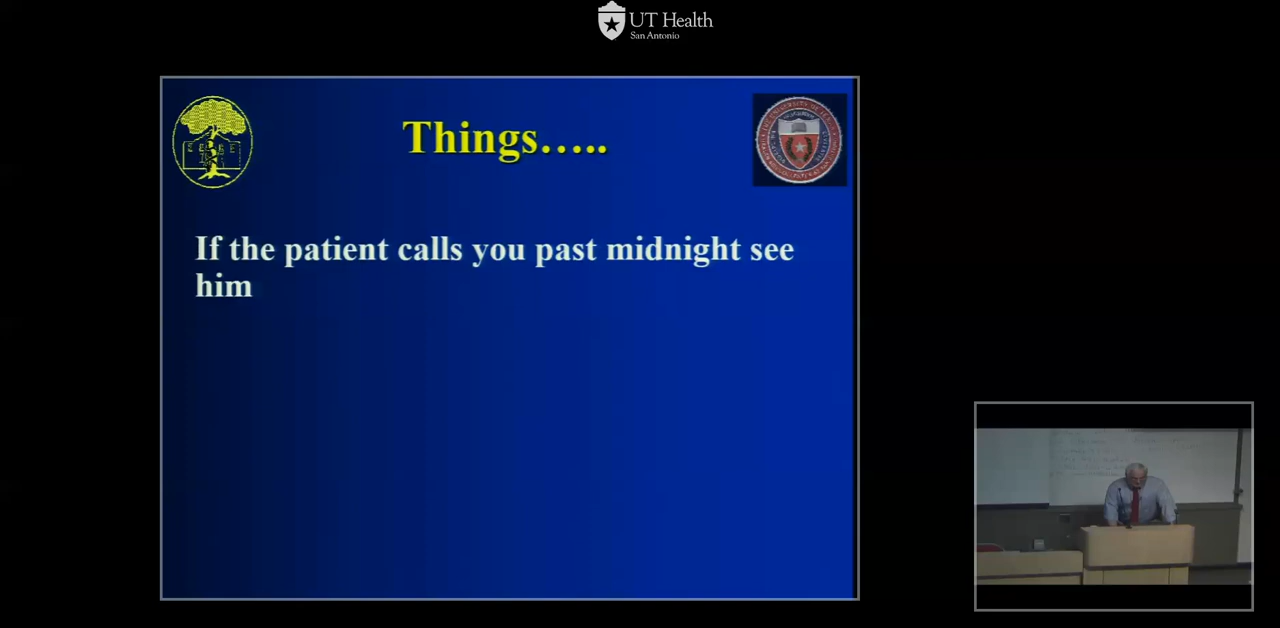 UT Health
San Antonio
Things.....
If the patient calls you past midnight see
him